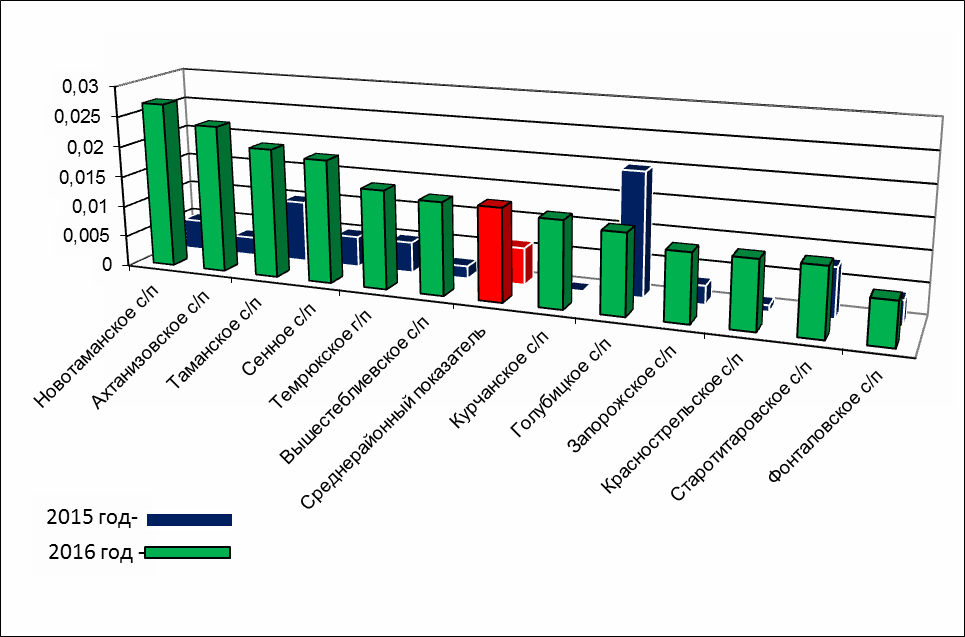 0,03
0,025
0,02
0,015
0,01
0,005
0
Новотаманское с/п
Ахтанизовское с/п
Таманское с/п
Сенное с/п
Темрюкское г/п
Вышестеблиевское с/п
Среднерайонный показатель
Курчанское с/п
Голубицкое с/п
Запорожское с/п
Краснострельское с/п
Старотитаровское с/п
Фонталовское с/п
2015 год-
2016 год -